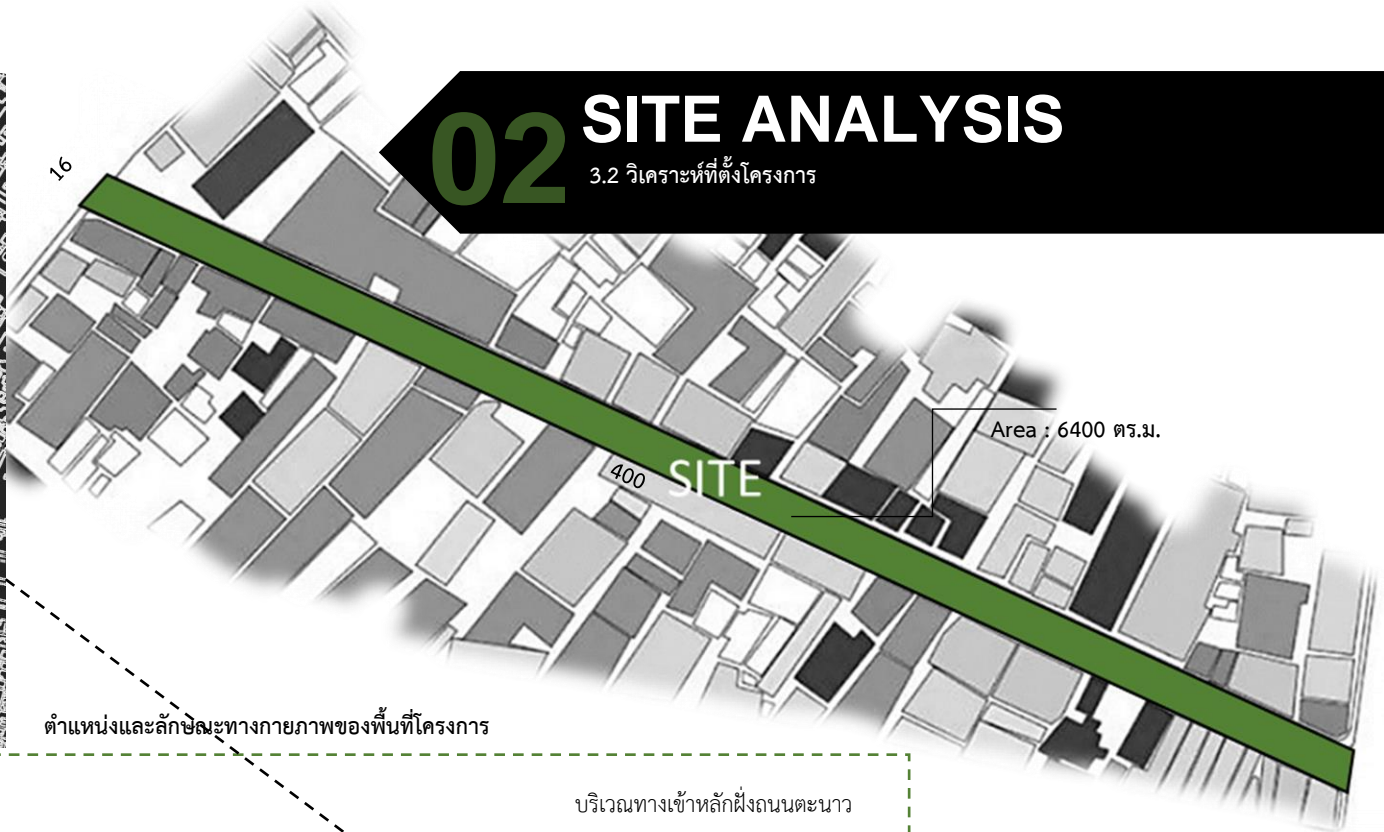 02
SITE ANALYSIS
3.2 วิเคราะห์ที่ตั้งโครงการ
16
Area : 6400 ตร.ม.
400
SITE
ตำแหน่งและลักษณะทางกายภาพของพื้นที่โครงการ
บริเวณทางเข้าหลักฝั่งถนนตะนาว